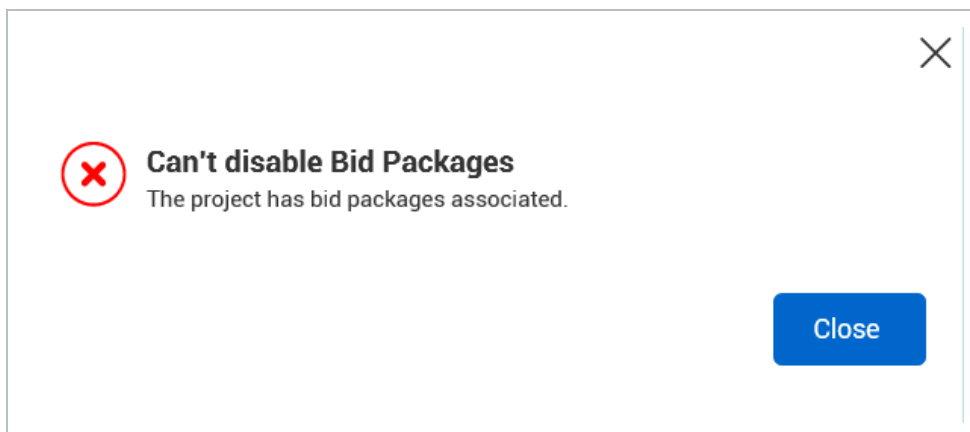 Can't disable Bid Packages
The project has bid packages associated.
Close